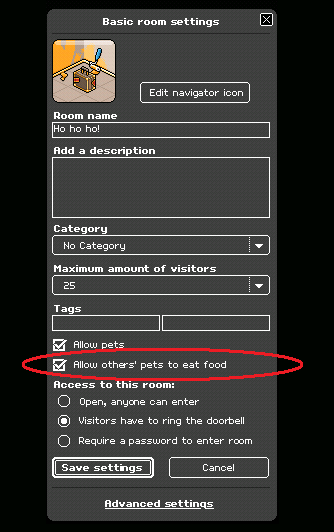 Basic room settings
Edit navigator icon
Room name
Ho ho ho!
Add a description
Category
No Category
Maximum amount of visitors
25
Tags
Allow pets
Allow others' pets to eat food
Access to this room:
Open, anyone can enter
Visitors have to ring the doorbell
Require a password to enter room
Save settings
Cancel
Advanced settings